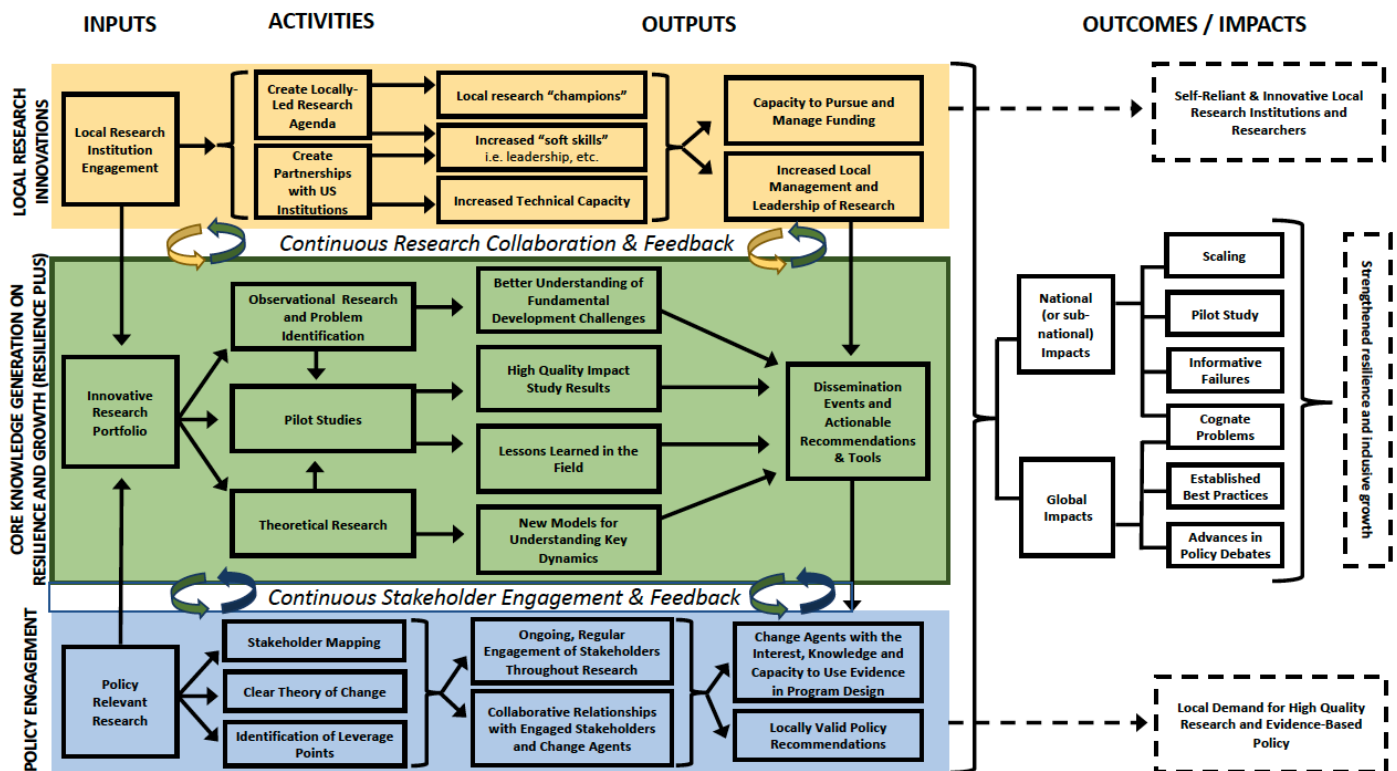 INPUTS
ACTIVITIES
OUTPUTS
OUTCOMES / IMPACTS
LOCAL RESEARCH
INNOVATIONS
Local Research
Institution
Engagement
Create Locally-
Led Research
Agenda
Create
Partnerships
with US
Institutions
Local research “champions”
Increased “soft skills”
i.e. leadership, etc.
Increased Technical Capacity
Capacity to Pursue and
Manage Funding
Increased Local
Management and
Leadership of Research
Self-Reliant & Innovative Local
Research Institutions and
Researchers
Continuous Research Collaboration & Feedback
CORE KNOWLEDGE GENERATION ON
RESILIENCE AND GROWTH (RESILIENCE PLUS)
Innovative
Research
Portfolio
Observational Research
and Problem
Identification
Pilot Studies
Theoretical Research
Better Understanding of
Fundamental
Development Challenges
High Quality Impact
Study Results
Lessons Learned in the
Field
New Models for
Understanding Key
Dynamics
Dissemination
Events and
Actionable
Recommendations
& Tools
National
(or sub-
national)
Impacts
Global
Impacts
Scaling
Pilot Study
Informative
Failures
Cognate
Problems
Established
Best Practices
Advances in
Policy Debates
Strengthened resilience and inclusive growth
Continuous Stakeholder Engagement & Feedback
POLICY ENGAGEMENT
Policy
Relevant
Research
Stakeholder Mapping
Clear Theory of Change
Identification of Leverage
Points
Ongoing, Regular
Engagement of Stakeholders
Throughout Research
Collaborative Relationships
with Engaged Stakeholders
and Change Agents
Change Agents with the
Interest, Knowledge and
Capacity to Use Evidence
in Program Design
Locally Valid Policy
Recommendations
Local Demand for High Quality
Research and Evidence-Based
Policy